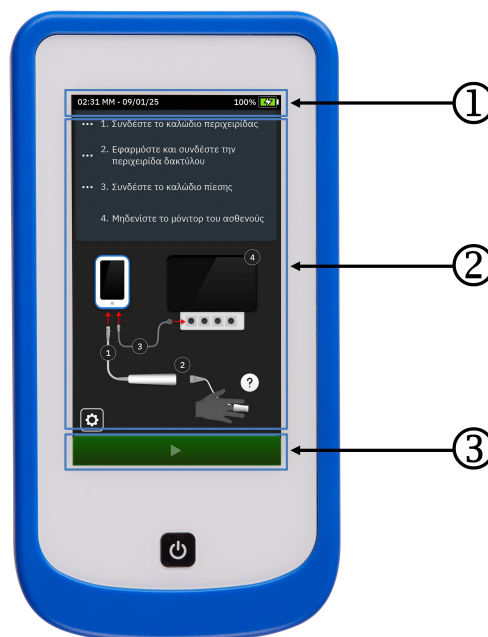 02:31 MM - 09/01/25 100%
1. Συνδέστε το καλώδιο περιχειρίδας
2. Εφαρμόστε και συνδέστε την
περιχειρίδα δακτύλου
3. Συνδέστε το καλώδιο πίεσης
4. Μηδενίστε το μόνιτορ του ασθενούς
4
1
3
2
?
①
②
③